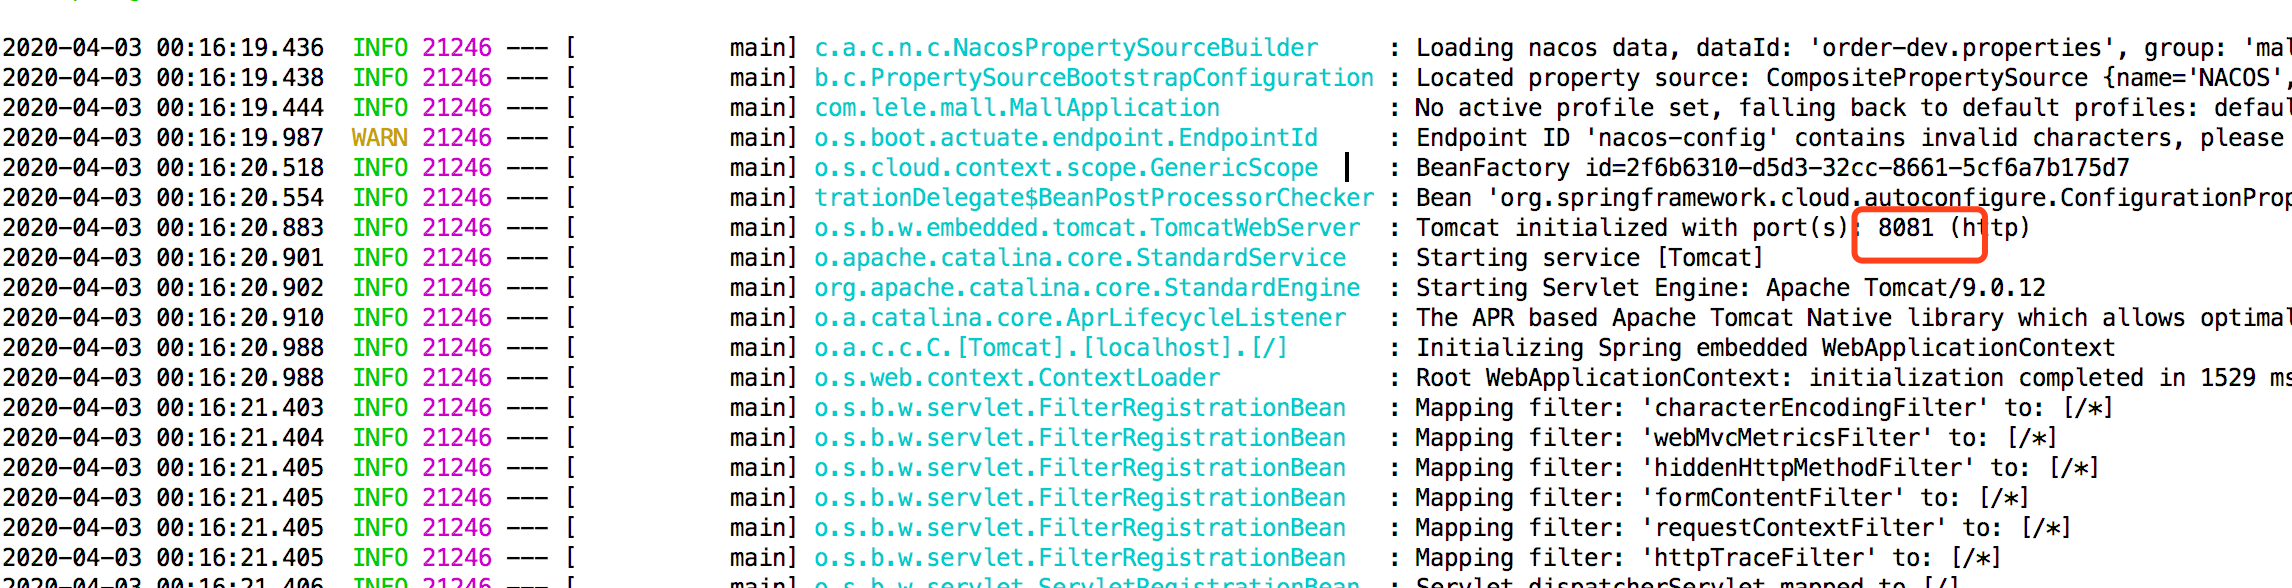 2020-04-03 00:16:19.436  INFO 21246 --- [           main] c.a.c.n.c.NacosPropertySourceBuilder     : Loading nacos data, dataId: 'order-dev.properties', group: 'mal
2020-04-03 00:16:19.438  INFO 21246 --- [           main] b.c.PropertySourceBootstrapConfiguration : Located property source: CompositePropertySource {name='NACOS',
2020-04-03 00:16:19.444  INFO 21246 --- [           main] com.lele.mall.MallApplication            : No active profile set, falling back to default profiles: defaul
2020-04-03 00:16:19.987  WARN 21246 --- [           main] o.s.boot.actuate.endpoint.EndpointId     : Endpoint ID 'nacos-config' contains invalid characters, please
2020-04-03 00:16:20.518  INFO 21246 --- [           main] o.s.cloud.context.scope.GenericScope     : BeanFactory id=2f6b6310-d5d3-32cc-8661-5cf6a7b175d7
2020-04-03 00:16:20.554  INFO 21246 --- [           main] trationDelegate$BeanPostProcessorChecker : Bean 'org.springframework.cloud.autoconfigure.ConfigurationProp
2020-04-03 00:16:20.883  INFO 21246 --- [           main] o.s.b.w.embedded.tomcat.TomcatWebServer  : Tomcat initialized with port(s): 8081 (http)
2020-04-03 00:16:20.901  INFO 21246 --- [           main] o.apache.catalina.core.StandardService   : Starting service [Tomcat]
2020-04-03 00:16:20.902  INFO 21246 --- [           main] org.apache.catalina.core.StandardEngine  : Starting Servlet Engine: Apache Tomcat/9.0.12
2020-04-03 00:16:20.910  INFO 21246 --- [           main] o.a.catalina.core.AprLifecycleListener   : The APR based Apache Tomcat Native library which allows optimal
2020-04-03 00:16:20.988  INFO 21246 --- [           main] o.a.c.c.C.[Tomcat].[localhost].[/]       : Initializing Spring embedded WebApplicationContext
2020-04-03 00:16:20.988  INFO 21246 --- [           main] o.s.web.context.ContextLoader            : Root WebApplicationContext: initialization completed in 1529 ms
2020-04-03 00:16:21.403  INFO 21246 --- [           main] o.s.b.w.servlet.FilterRegistrationBean   : Mapping filter: 'characterEncodingFilter' to: [/*]
2020-04-03 00:16:21.404  INFO 21246 --- [           main] o.s.b.w.servlet.FilterRegistrationBean   : Mapping filter: 'webMvcMetricsFilter' to: [/*]
2020-04-03 00:16:21.405  INFO 21246 --- [           main] o.s.b.w.servlet.FilterRegistrationBean   : Mapping filter: 'hiddenHttpMethodFilter' to: [/*]
2020-04-03 00:16:21.405  INFO 21246 --- [           main] o.s.b.w.servlet.FilterRegistrationBean   : Mapping filter: 'formContentFilter' to: [/*]
2020-04-03 00:16:21.405  INFO 21246 --- [           main] o.s.b.w.servlet.FilterRegistrationBean   : Mapping filter: 'requestContextFilter' to: [/*]
2020-04-03 00:16:21.405  INFO 21246 --- [           main] o.s.b.w.servlet.FilterRegistrationBean   : Mapping filter: 'httpTraceFilter' to: [/*]
2020-04-03 00:16:21.406  INFO 21246 --- [           main] o.s.b.w.servlet.ServletRegistrationBean  : Servlet dispatcherServlet mapped to [/]